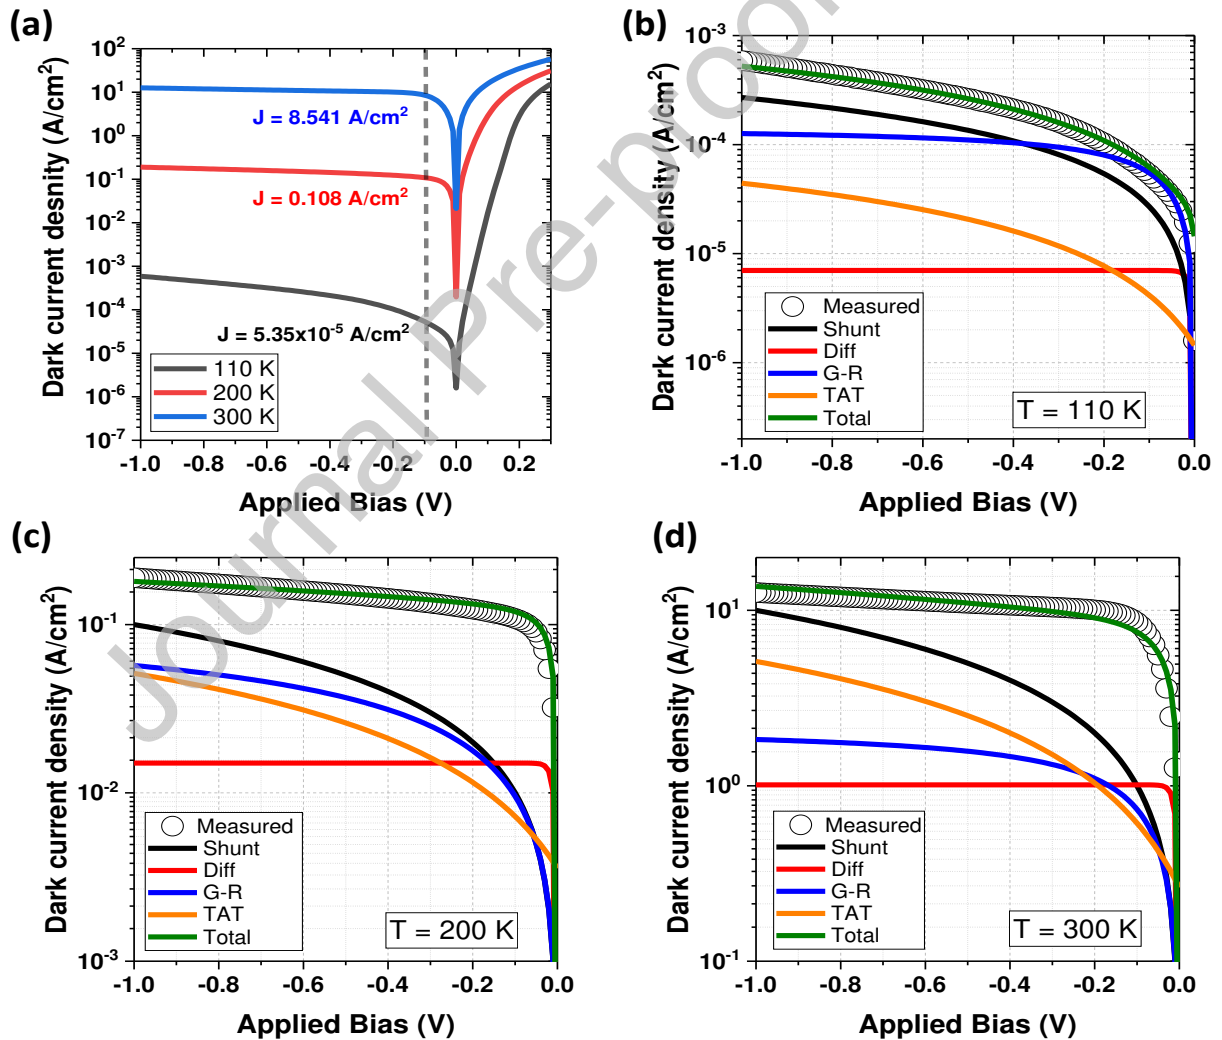 (a)
Dark current desnity (A/cm²)
10²
10¹
10⁰
10⁻¹
10⁻²
10⁻³
10⁻⁴
10⁻⁵
10⁻⁶
10⁻⁷
J = 8.541 A/cm²
J = 0.108 A/cm²
J = 5.35x10⁻⁵ A/cm²
110 K
200 K
300 K
-1.0 -0.8 -0.6 -0.4 -0.2 0.0 0.2
Applied Bias (V)
(b)
Dark current density (A/cm²)
10⁻³
10⁻⁴
10⁻⁵
10⁻⁶
Measured
Shunt
Diff
G-R
TAT
Total
T = 110 K
-1.0 -0.8 -0.6 -0.4 -0.2 0.0
Applied Bias (V)
(c)
Dark current density (A/cm²)
10⁻¹
10⁻²
10⁻³
Measured
Shunt
Diff
G-R
TAT
Total
T = 200 K
-1.0 -0.8 -0.6 -0.4 -0.2 0.0
Applied Bias (V)
(d)
Dark current density (A/cm²)
10¹
10⁰
10⁻¹
Measured
Shunt
Diff
G-R
TAT
Total
T = 300 K
-1.0 -0.8 -0.6 -0.4 -0.2 0.0
Applied Bias (V)
Journal Pre-proo